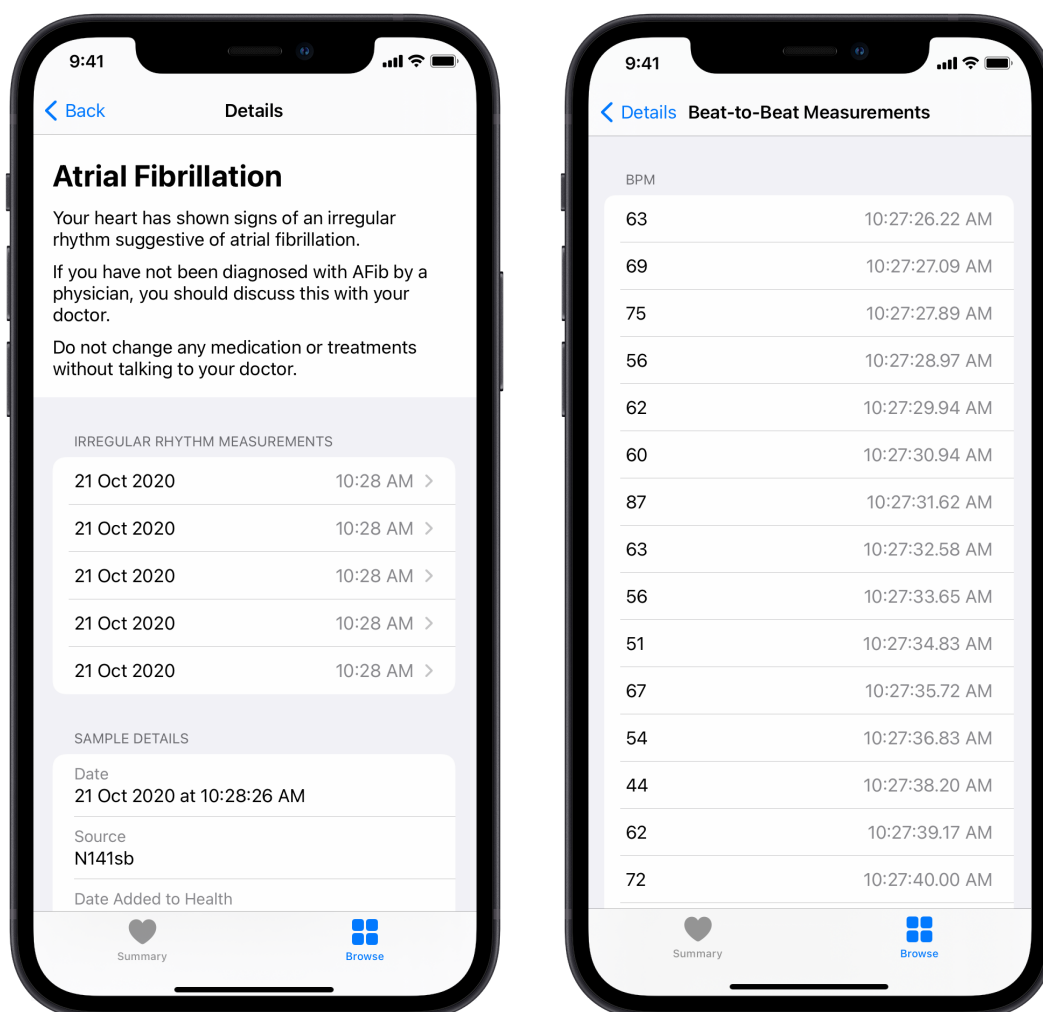 9:41
Back
Details
Atrial Fibrillation
Your heart has shown signs of an irregular
rhythm suggestive of atrial fibrillation.
If you have not been diagnosed with AFib by a
physician, you should discuss this with your
doctor.
Do not change any medication or treatments
without talking to your doctor.
IRREGULAR RHYTHM MEASUREMENTS
21 Oct 2020 10:28 AM
21 Oct 2020 10:28 AM
21 Oct 2020 10:28 AM
21 Oct 2020 10:28 AM
21 Oct 2020 10:28 AM
SAMPLE DETAILS
Date
21 Oct 2020 at 10:28:26 AM
Source
N141sb
Date Added to Health
Summary
Browse
9:41
Details
Beat-to-Beat Measurements
BPM
63 10:27:26.22 AM
69 10:27:27.09 AM
75 10:27:27.89 AM
56 10:27:28.97 AM
62 10:27:29.94 AM
60 10:27:30.94 AM
87 10:27:31.62 AM
63 10:27:32.58 AM
56 10:27:33.65 AM
51 10:27:34.83 AM
67 10:27:35.72 AM
54 10:27:36.83 AM
44 10:27:38.20 AM
62 10:27:39.17 AM
72 10:27:40.00 AM
Summary
Browse